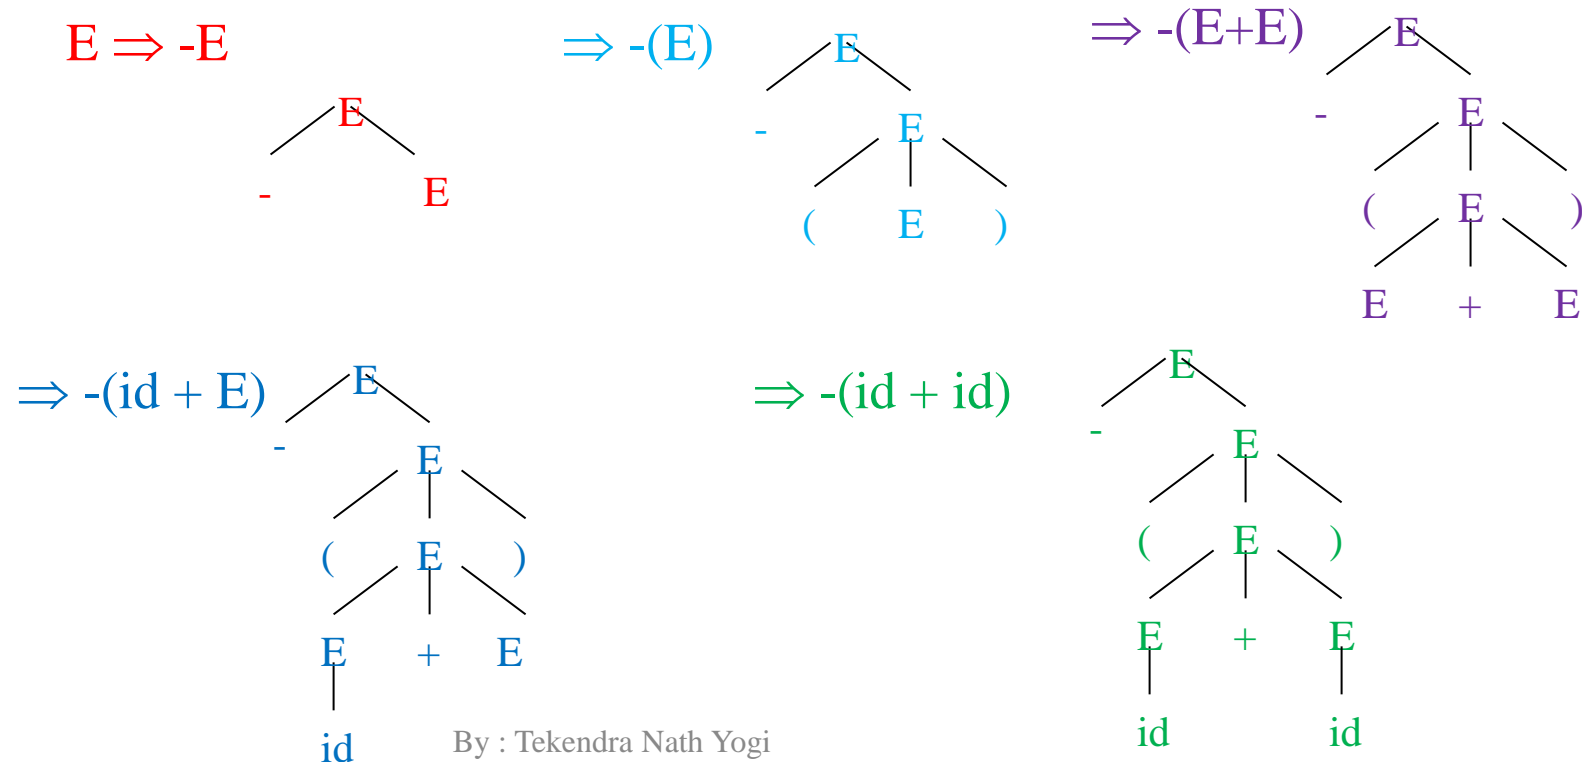 E ⇒ -E
E
- E
⇒ -(E)
E
- E
( E )
⇒ -(E+E)
E
- E
( E )
E + E
⇒ -(id + E)
E
- E
( E )
E + E
id
⇒ -(id + id)
E
- E
( E )
E + E
id id
By : Tekendra Nath Yogi